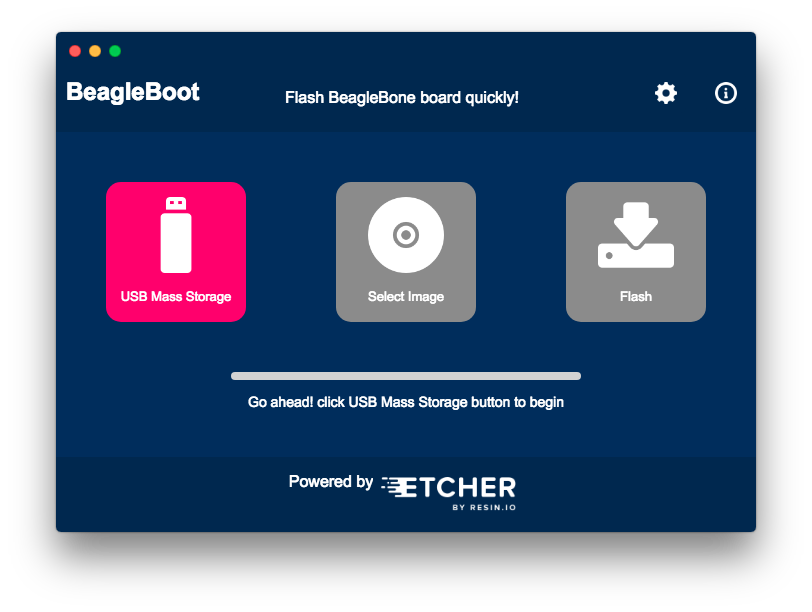 BeagleBoot
Flash BeagleBone board quickly!
USB Mass Storage
Select Image
Flash
Go ahead! click USB Mass Storage button to begin
Powered by ETCHER
BY RESIN.IO